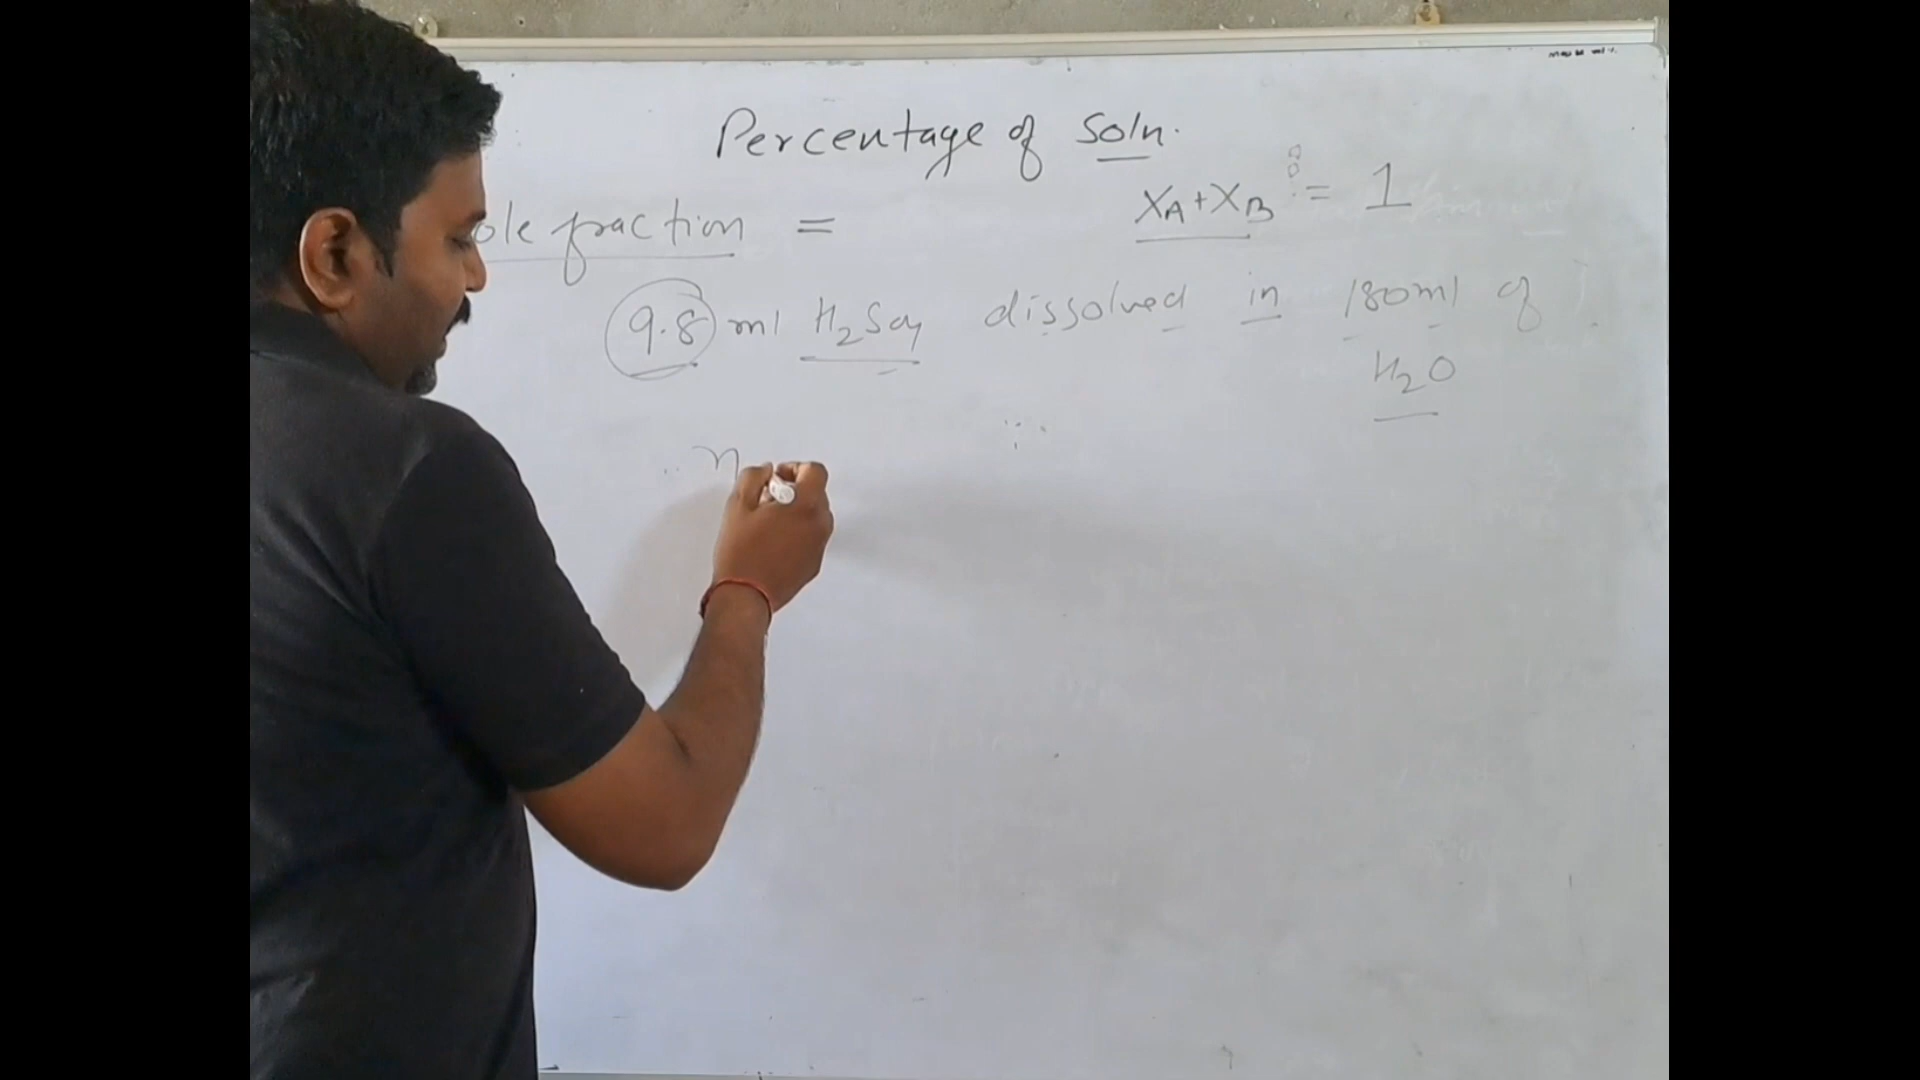 Percentage of Soln.
ole fraction = XA+XB = 1
9.8 ml H2SO4 dissolved in 180ml of
H2O
n